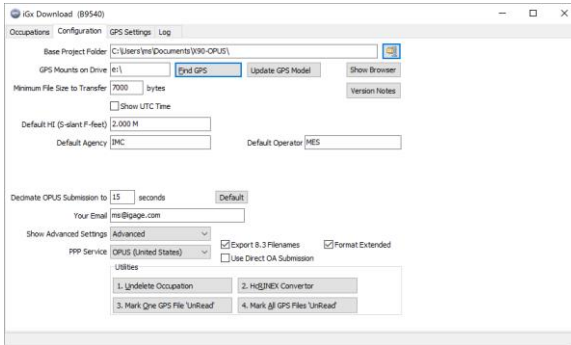 iGx Download (B9540)
Occupations Configuration GPS Settings Log
Base Project Folder C:\Users\ms\Documents\X90-OPUS\
GPS Mounts on Drive e:\ Find GPS Update GPS Model Show Browser
Minimum File Size to Transfer 7000 bytes Version Notes
Show UTC Time
Default HI (S-slant F-feet) 2.000 M
Default Agency IMC Default Operator MES
Decimate OPUS Submission to 15 seconds Default
Your Email ms@igage.com
Show Advanced Settings Advanced
Export 8.3 Filenames Format Extended
PPP Service OPUS (United States)
Use Direct OA Submission
Utilities
1. Undelete Occupation 2. HcRINEX Convertor
3. Mark One GPS File 'UnRead' 4. Mark All GPS Files 'UnRead'